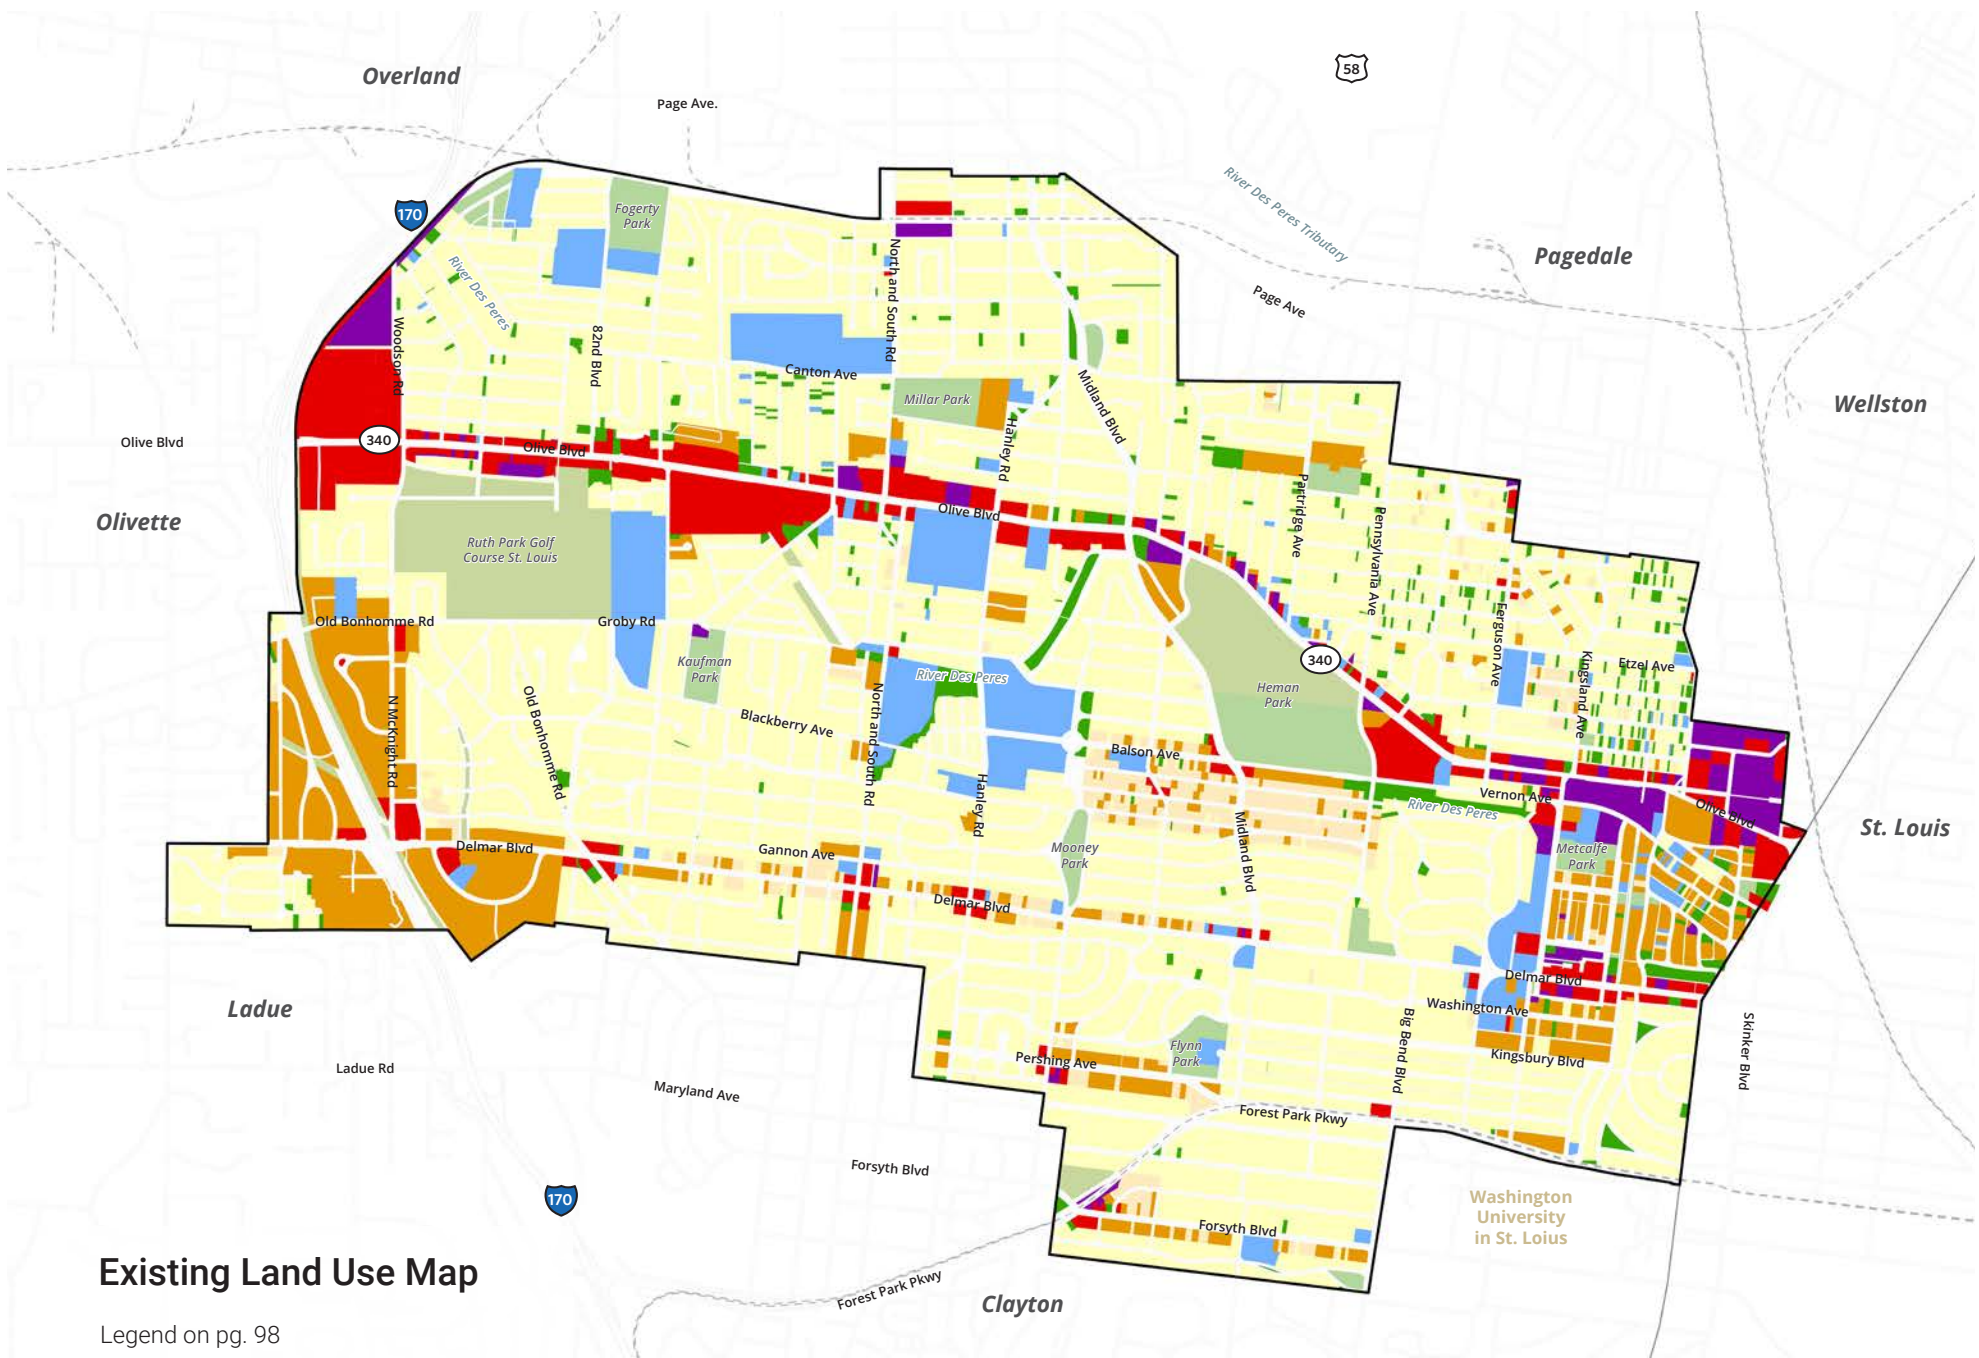 Overland
58
Page Ave.
River Des Peres Tributary
170
Fogerty
Park
Pagedale
North and South Rd
River Des Peres
Page Ave
Woodson Rd
82nd Blvd
Canton Ave
Midland Blvd
Millar Park
Wellston
Hanley Rd
Olive Blvd
340
Olive Blvd
Partridge Ave
Pennsylvania Ave
Olive Blvd
Olivette
Ruth Park Golf
Course St. Louis
Ferguson Ave
Old Bonhomme Rd
Groby Rd
Kaufman
Park
River Des Peres
340
Kingsland Ave
Etzel Ave
Heman
Park
N McKnight Rd
Old Bonhomme Rd
Blackberry Ave
North and South Rd
Balson Ave
Hanley Rd
Vernon Ave
River Des Peres
Olive Blvd
St. Louis
Midland Blvd
Delmar Blvd
Gannon Ave
Mooney
Park
Metcalfe
Park
Delmar Blvd
Delmar Blvd
Washington Ave
Ladue
Big Bend Blvd
Skinker Blvd
Flynn
Park
Pershing Ave
Kingsbury Blvd
Ladue Rd
Maryland Ave
Forest Park Pkwy
Forsyth Blvd
170
Washington
University
in St. Loius
Forsyth Blvd
Existing Land Use Map
Forest Park Pkwy
Clayton
Legend on pg. 98